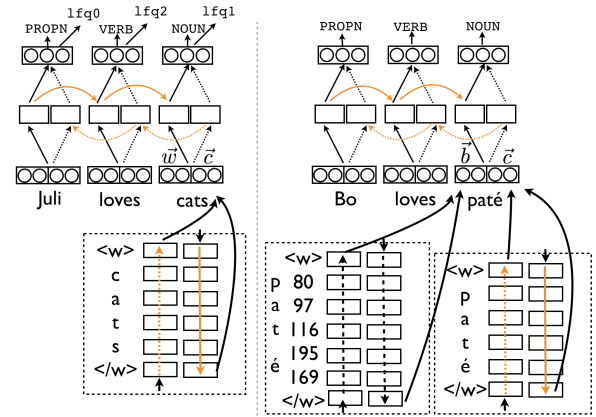 lfq0 lfq2 lfq1
PROPN VERB NOUN
w⃗ c⃗
Juli loves cats
<w>
c
a
t
s
</w>
PROPN VERB NOUN
b⃗ c⃗
Bo loves paté
<w>
p 80
a 97
t 116
195
é 169
</w>
<w>
p
a
t
é
</w>